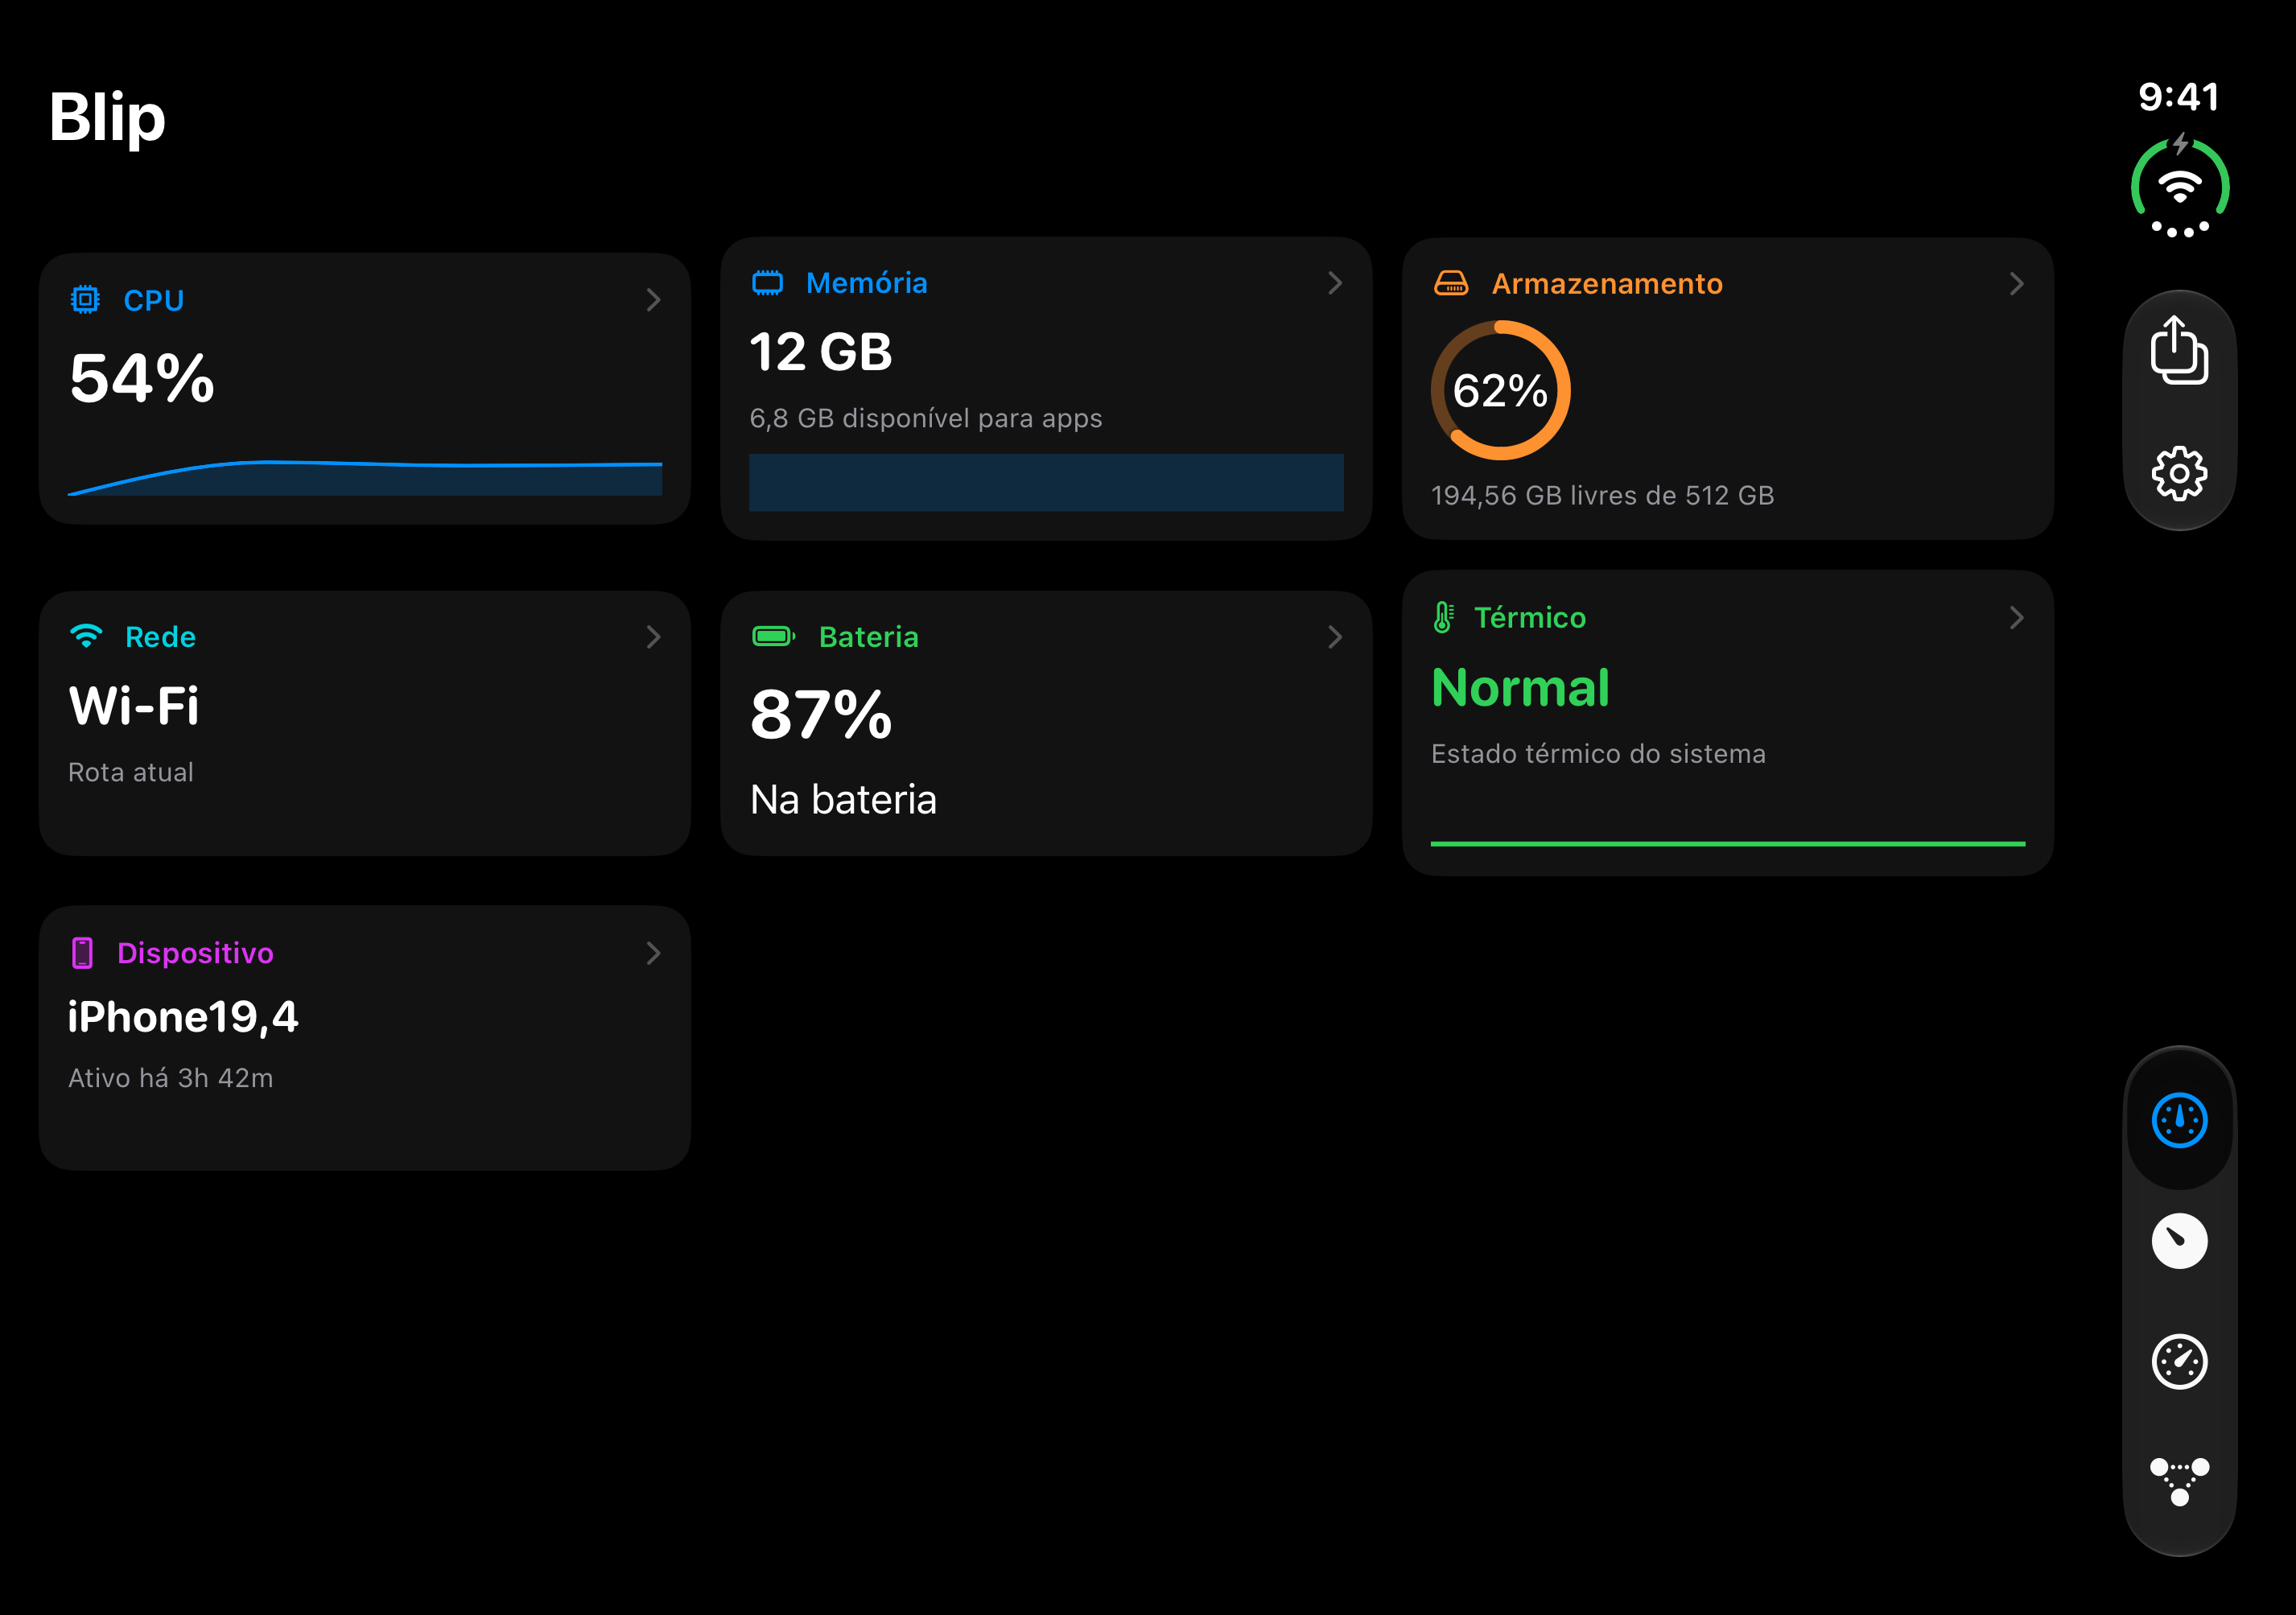 Blip
9:41
CPU
54%
Memória
12 GB
6,8 GB disponível para apps
Armazenamento
62%
194,56 GB livres de 512 GB
Rede
Wi-Fi
Rota atual
Bateria
87%
Na bateria
Térmico
Normal
Estado térmico do sistema
Dispositivo
iPhone19,4
Ativo há 3h 42m